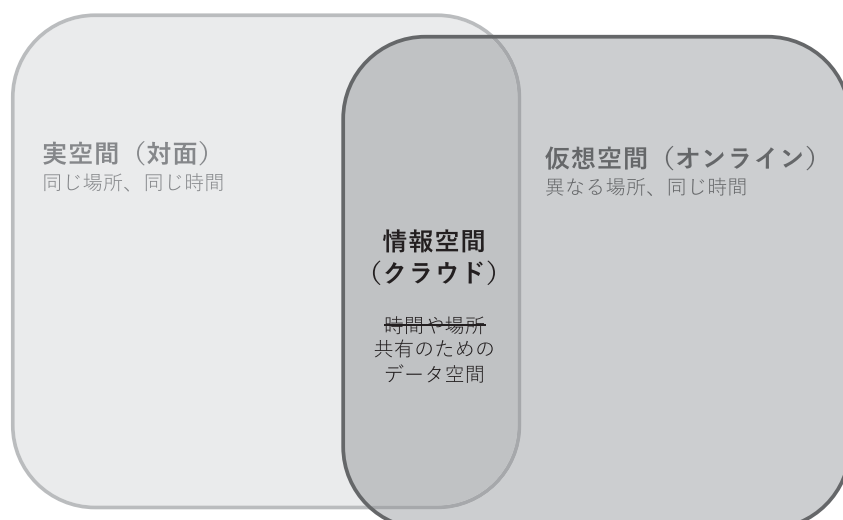 実空間（対面）
同じ場所、同じ時間
仮想空間（オンライン）
異なる場所、同じ時間
情報空間
（クラウド）
時間や場所
共有のための
データ空間